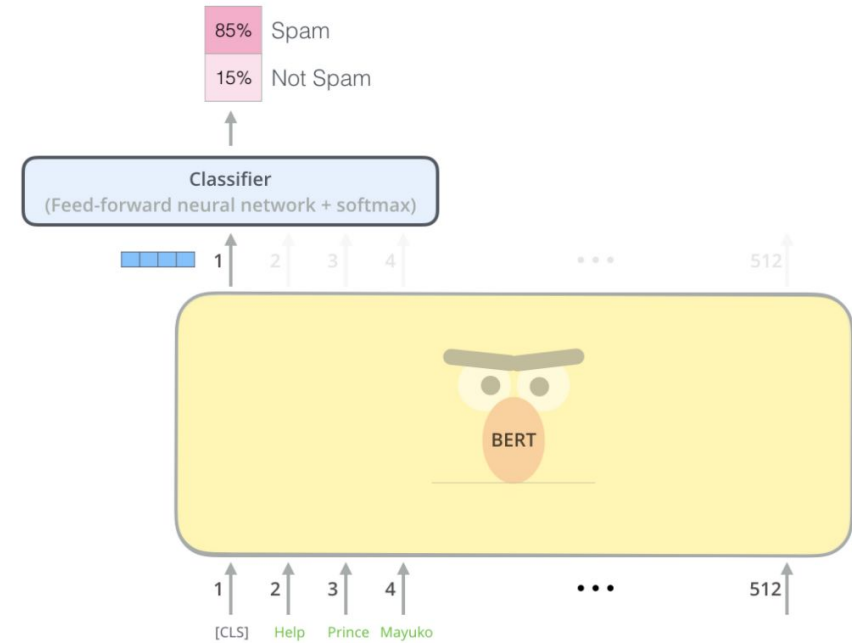 85% Spam
15% Not Spam
Classifier
(Feed-forward neural network + softmax)
1 2 3 4 ••• 512
BERT
1 2 3 4 ••• 512
[CLS] Help Prince Mayuko